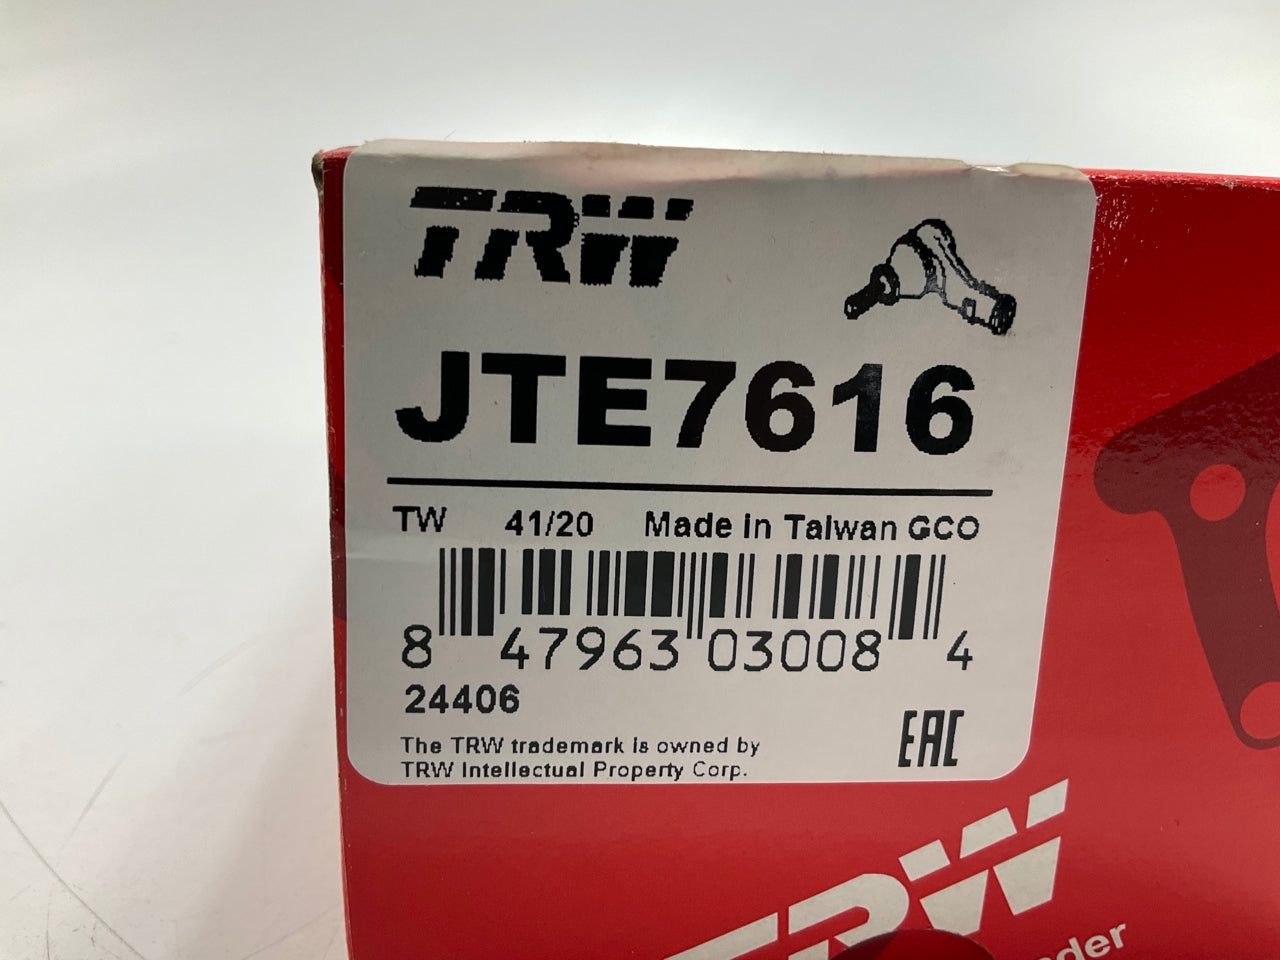 TRW
JTE7616
TW 41/20 Made in Taiwan GCO
8 47963 03008 4
24406
EAC
The TRW trademark is owned by
TRW Intellectual Property Corp.
TRW